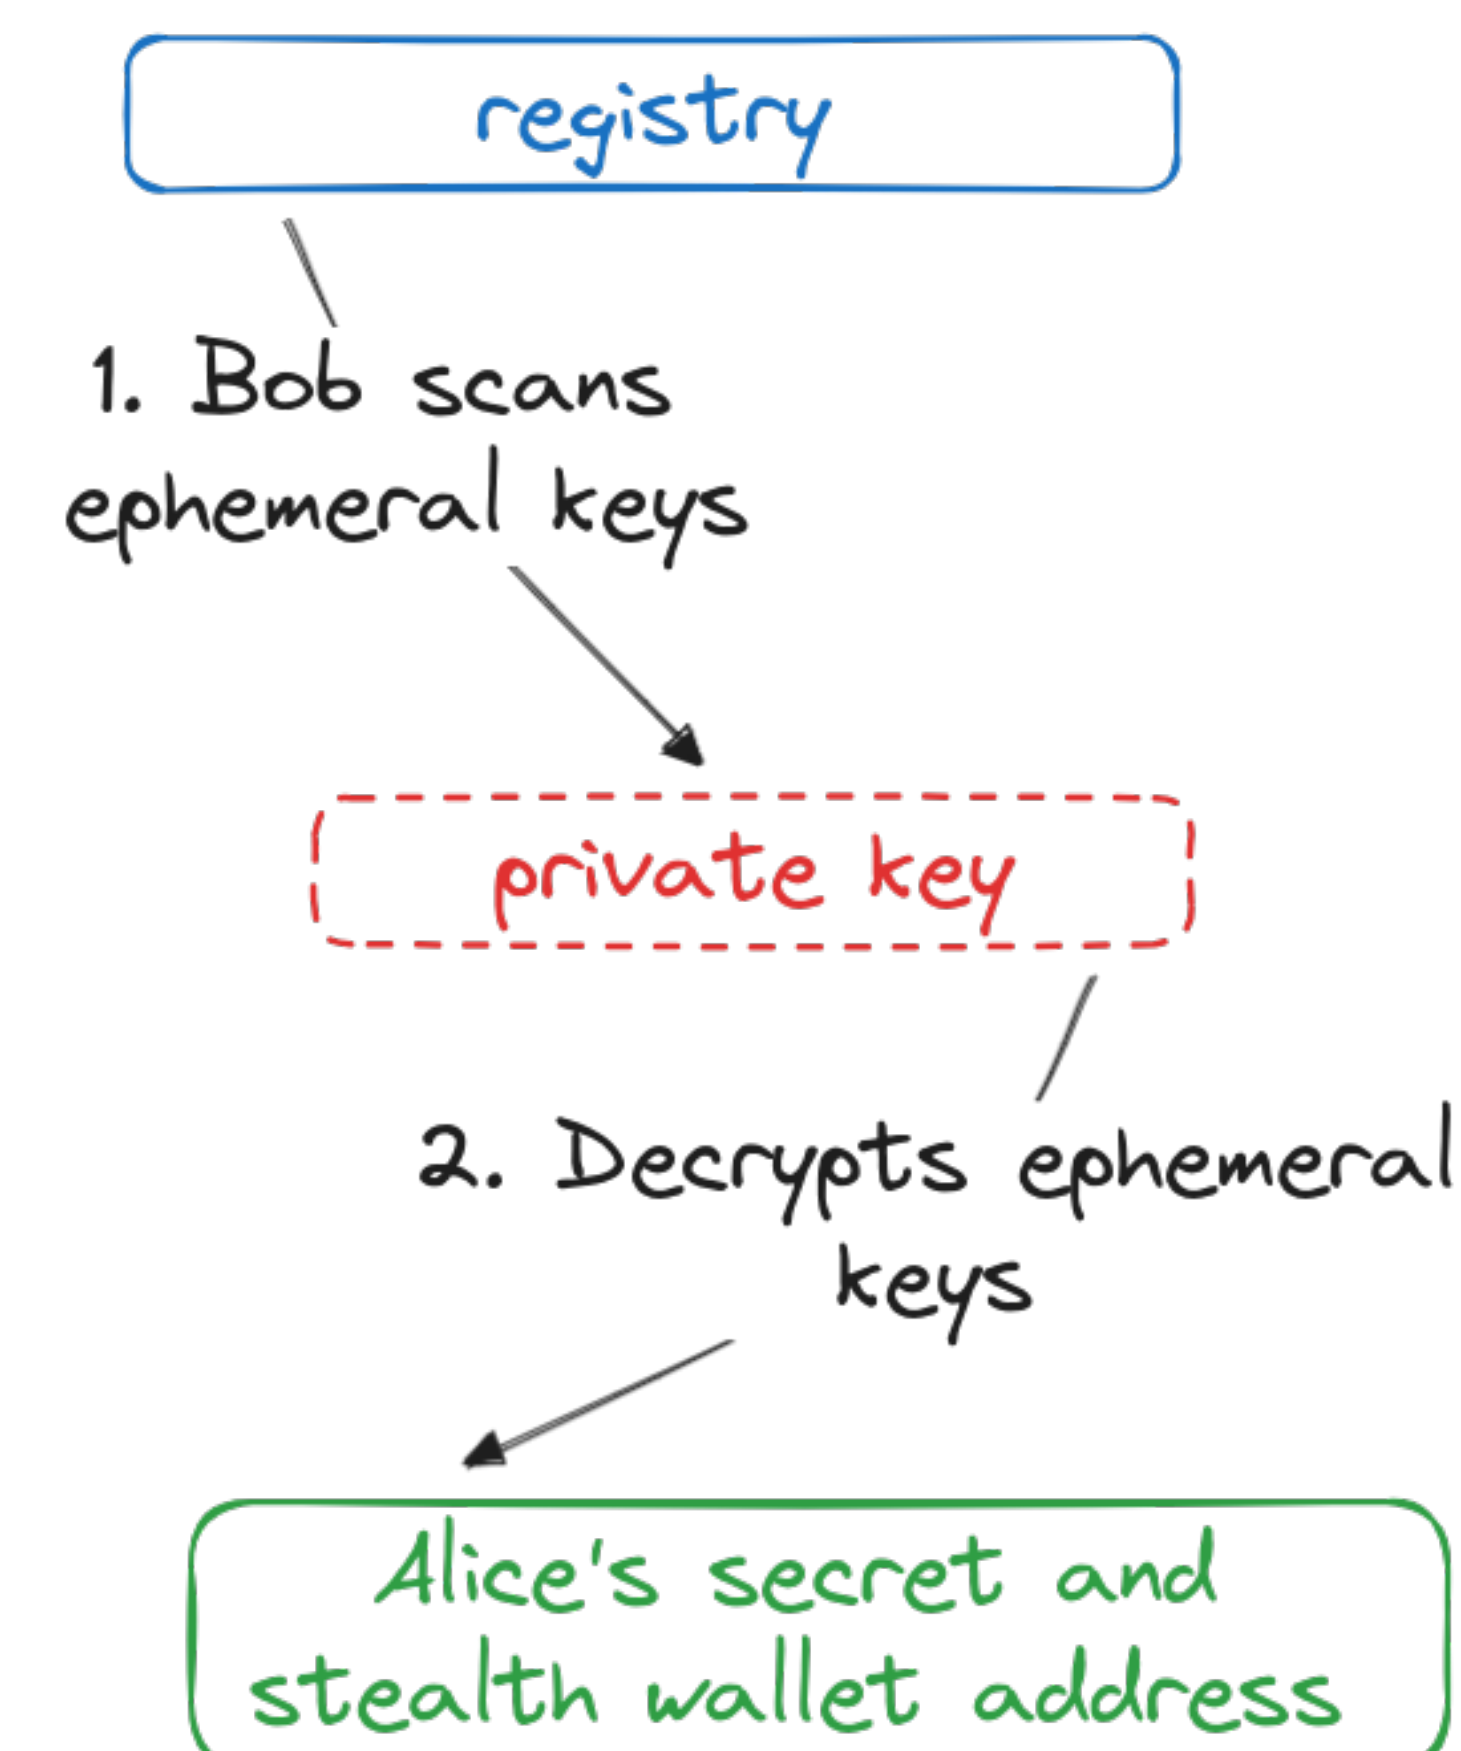 registry
1. Bob scans
ephemeral keys
private key
2. Decrypts ephemeral
keys
Alice's secret and
stealth wallet address